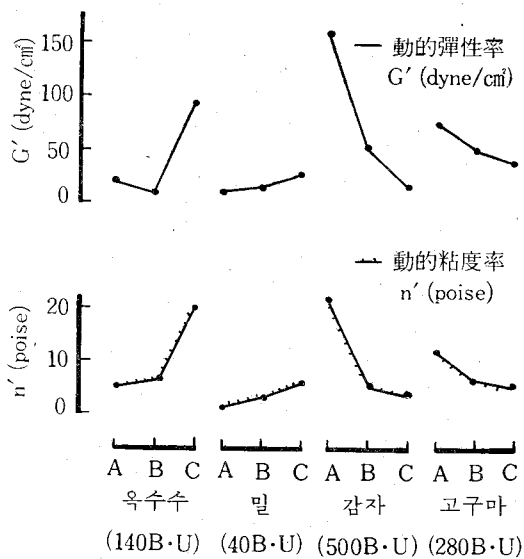 150
100
50
0
G′ (dyne/㎠)
動的彈性率
G′ (dyne/㎠)
20
10
0
n′ (poise)
動的粘度率
n′ (poise)
A B C A B C A B C A B C
옥수수 밀 감자 고구마
(140B·U) (40B·U) (500B·U) (280B·U)